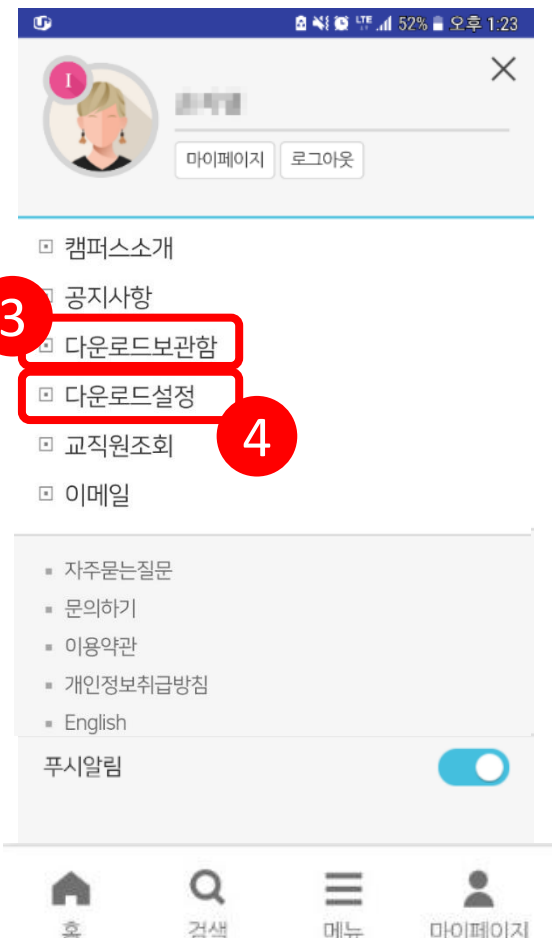 LTE 52% 오후 1:23
I
마이페이지 로그아웃
캠퍼스소개
공지사항
3
다운로드보관함
다운로드설정
4
교직원조회
이메일
자주묻는질문
문의하기
이용약관
개인정보취급방침
English
푸시알림
홈 검색 메뉴 마이페이지